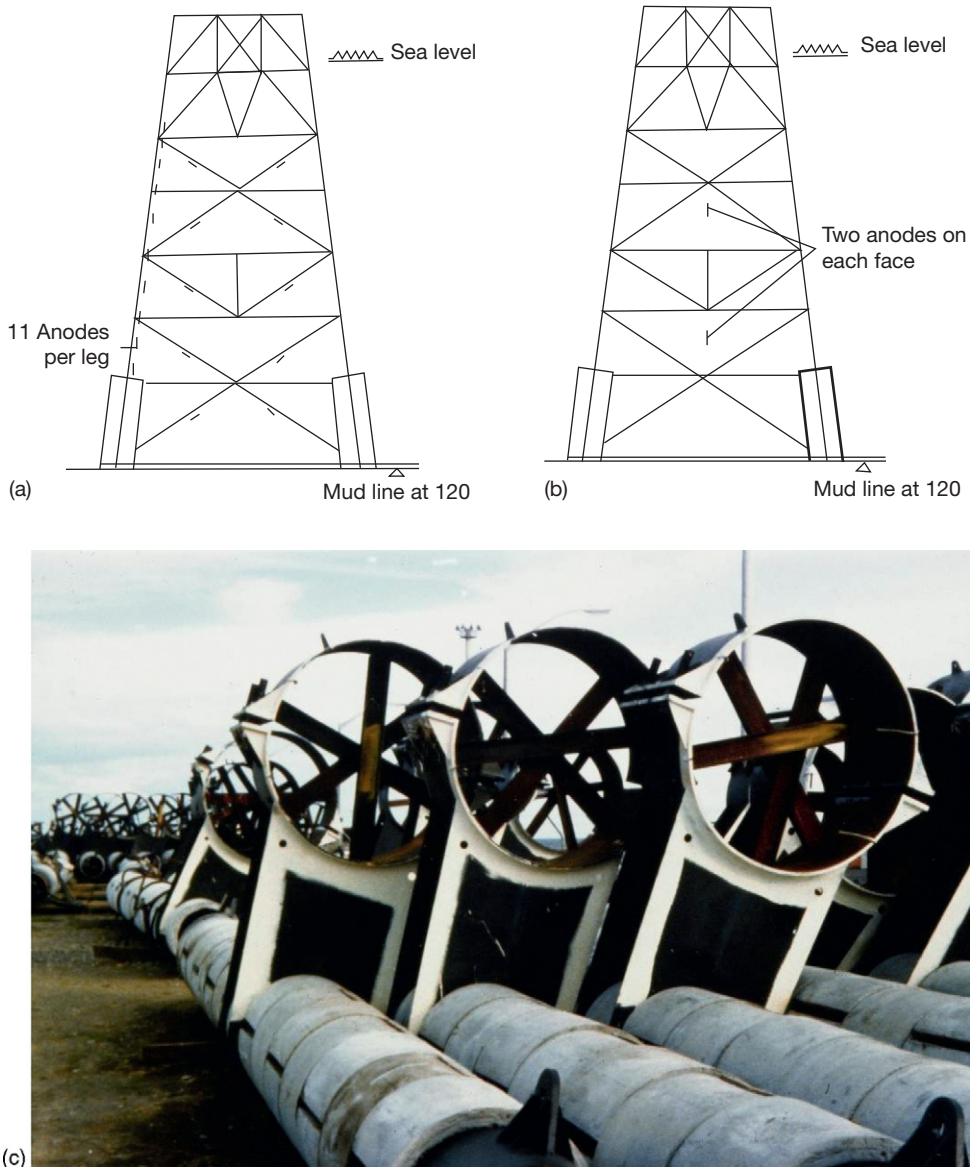 Sea level
11 Anodes
per leg
(a)
Mud line at 120
Sea level
Two anodes on
each face
(b)
Mud line at 120
(c)